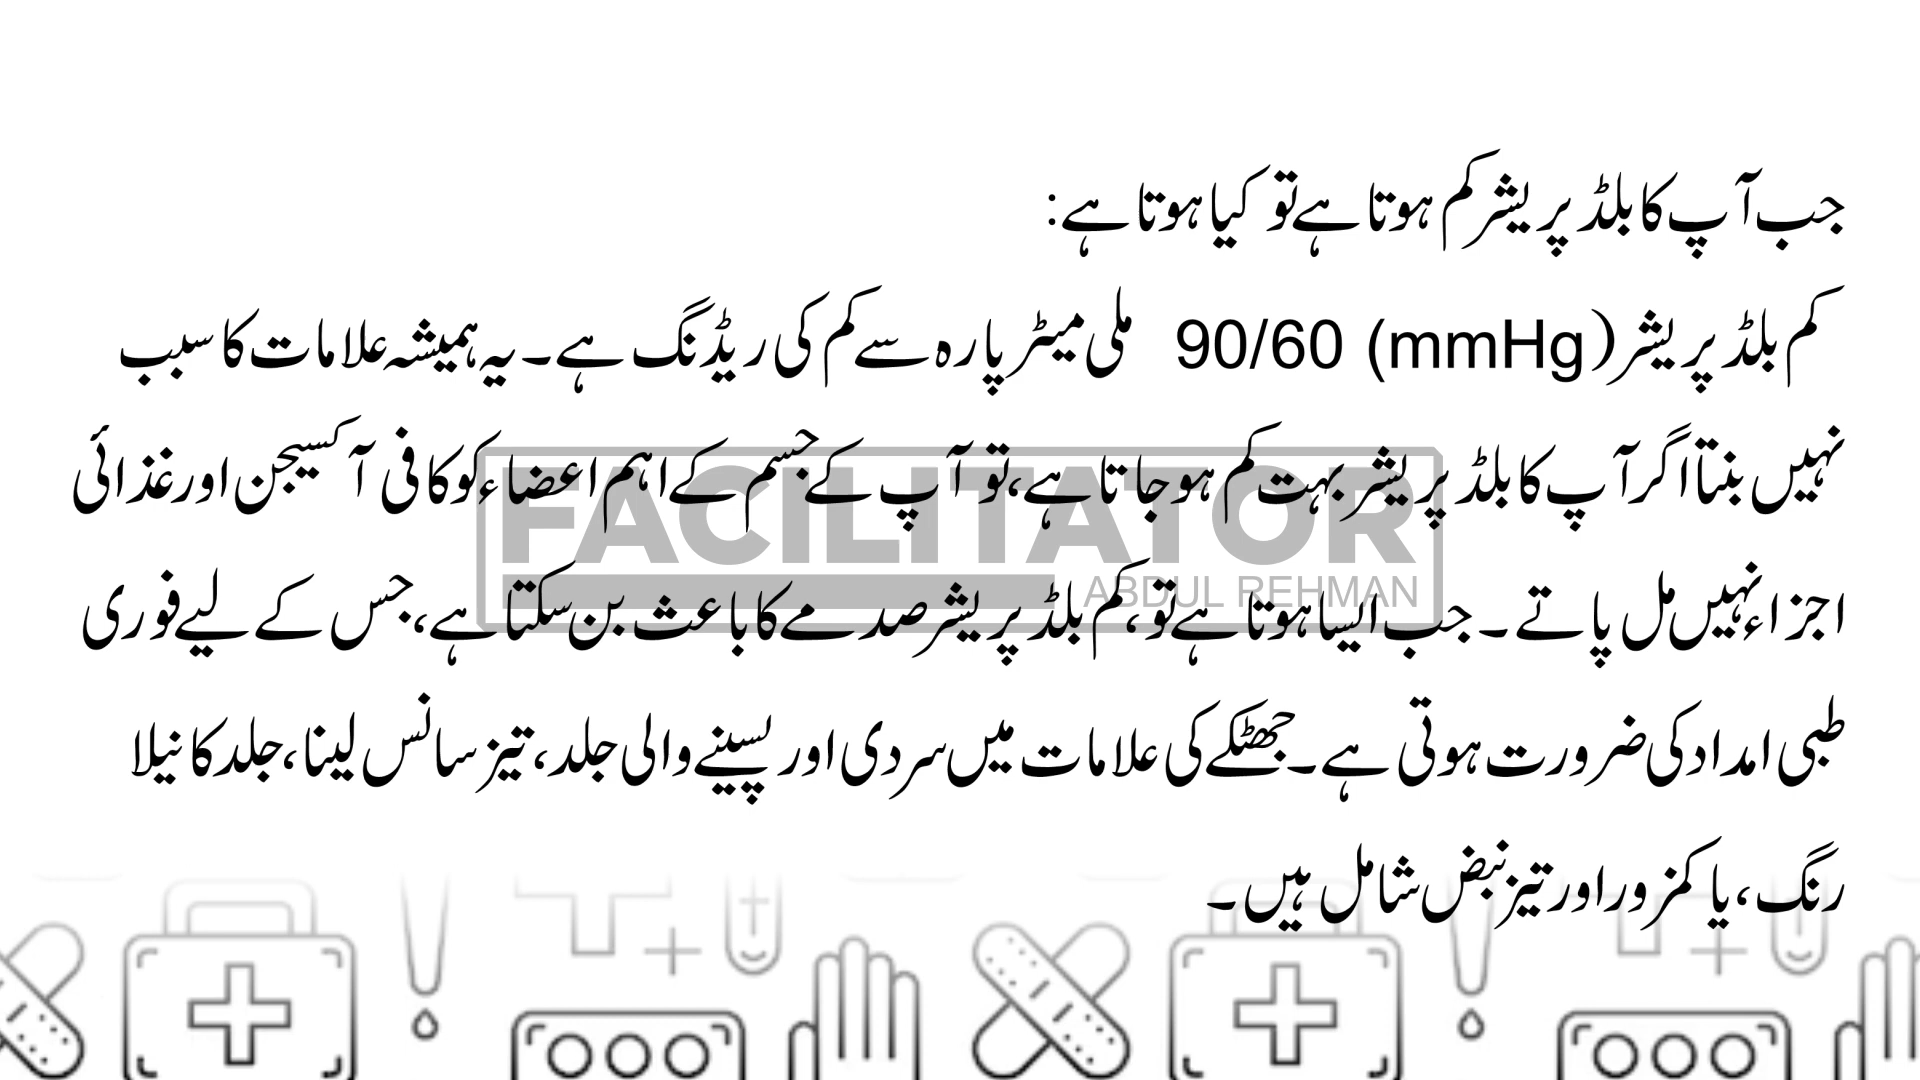 جب آپ کا بلڈ پریشر کم ہوتا ہے تو کیا ہوتا ہے:
کم بلڈ پریشر (mmHg) 90/60 ملی میٹر پارہ سے کم کی ریڈنگ ہے۔ یہ ہمیشہ علامات کا سبب
نہیں بنتا اگر آپ کا بلڈ پریشر بہت کم ہو جاتا ہے، تو آپ کے جسم کے اہم اعضاء کو کافی آکسیجن اور غذائی
اجزاء نہیں مل پاتے ۔ جب ایسا ہوتا ہے تو، کم بلڈ پریشر صدمے کا باعث بن سکتا ہے، جس کے لیے فوری
طبی امداد کی ضرورت ہوتی ہے۔ جھٹکے کی علامات میں سردی اور پسینے والی جلد، تیز سانس لینا، جلد کا نیلا
رنگ، یا کمزور اور تیز نبض شامل ہیں۔
FACILITATOR
ABDUL REHMAN